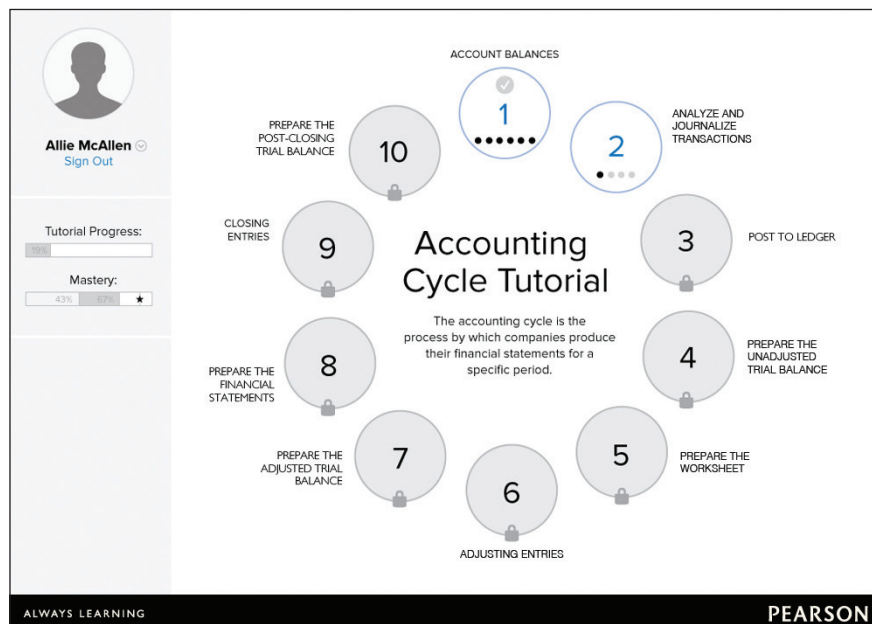 Allie McAllen
Sign Out
Tutorial Progress:
19%
Mastery:
43% 67%
ACCOUNT BALANCES
1
ANALYZE AND
JOURNALIZE
TRANSACTIONS
2
POST TO LEDGER
3
PREPARE THE
UNADJUSTED
TRIAL BALANCE
4
PREPARE THE
WORKSHEET
5
ADJUSTING ENTRIES
6
PREPARE THE
ADJUSTED TRIAL
BALANCE
7
PREPARE THE
FINANCIAL
STATEMENTS
8
CLOSING
ENTRIES
9
PREPARE THE
POST-CLOSING
TRIAL BALANCE
10
Accounting
Cycle Tutorial
The accounting cycle is the
process by which companies produce
their financial statements for a
specific period.
ALWAYS LEARNING
PEARSON